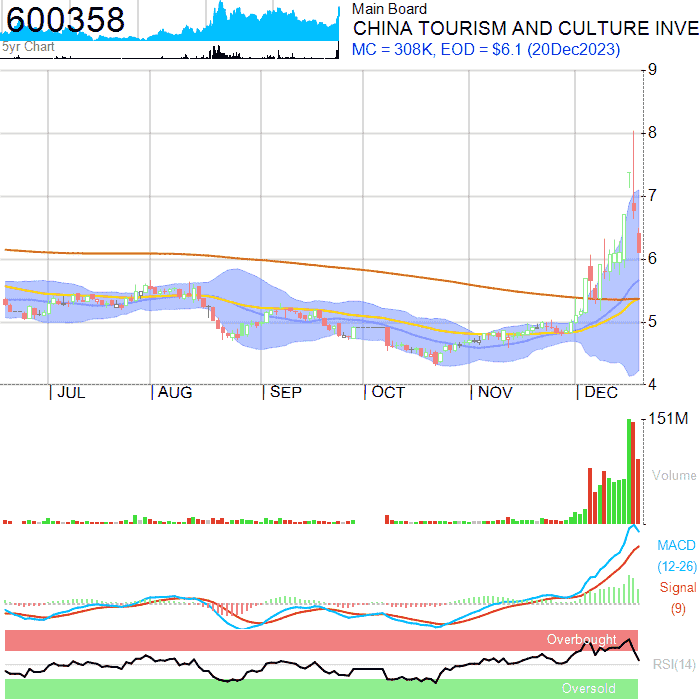 600358
5yr Chart
Main Board
CHINA TOURISM AND CULTURE INVE
MC = 308K, EOD = $6.1 (20Dec2023)
9
8
7
6
5
4
JUL AUG SEP OCT NOV DEC
151M
Volume
MACD
(12-26)
Signal
(9)
Overbought
RSI(14)
Oversold